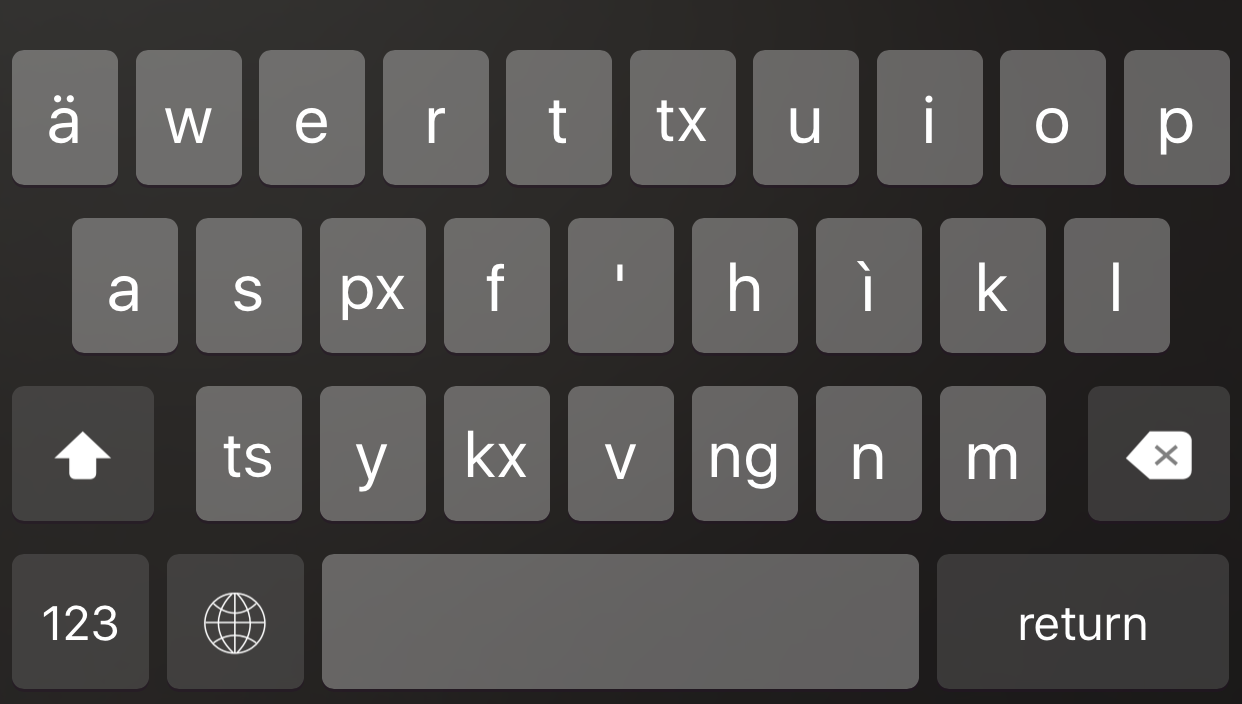 ä w e r t tx u i o p
a s px f ' h ì k l
ts y kx v ng n m
123 return